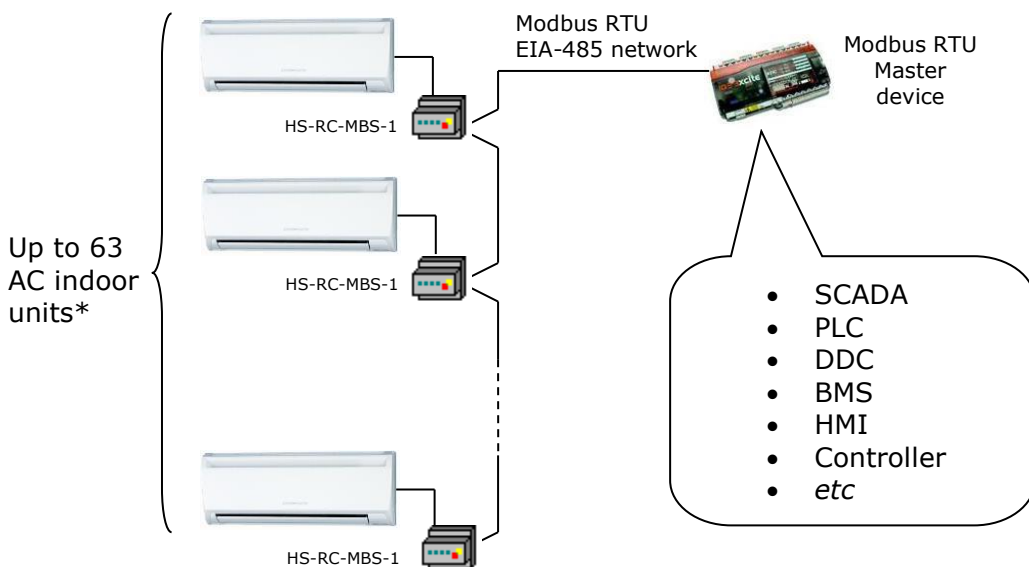 Modbus RTU
EIA-485 network
Modbus RTU
Master
device
HS-RC-MBS-1
Up to 63
AC indoor
units*
HS-RC-MBS-1
HS-RC-MBS-1
• SCADA
• PLC
• DDC
• BMS
• HMI
• Controller
• etc